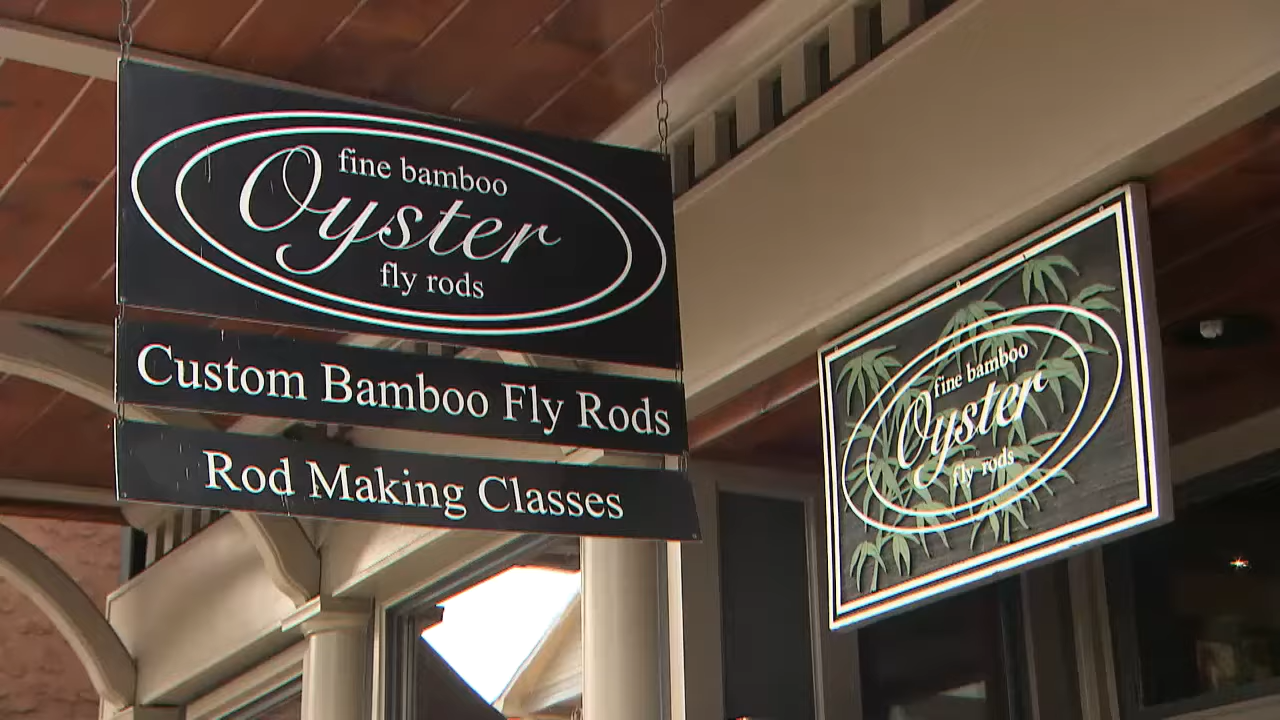 fine bamboo
Oyster
fly rods
Custom Bamboo Fly Rods
Rod Making Classes
fine bamboo
Oyster
fly rods